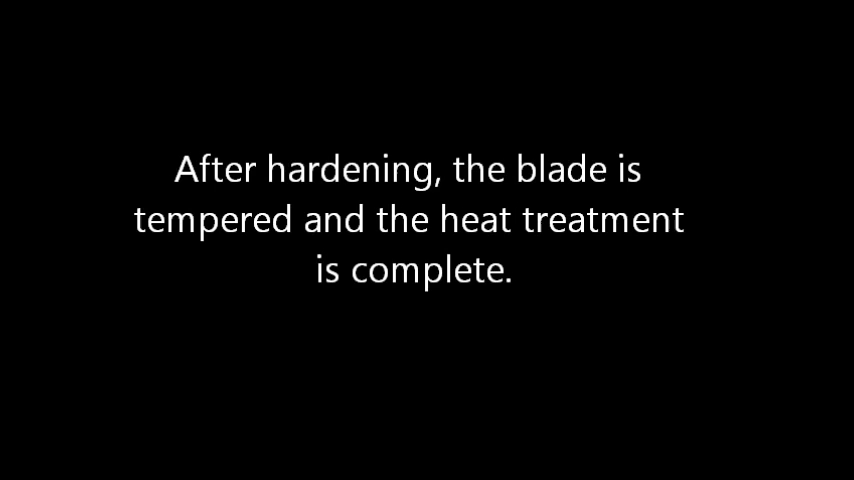 After hardening, the blade is
tempered and the heat treatment
is complete.